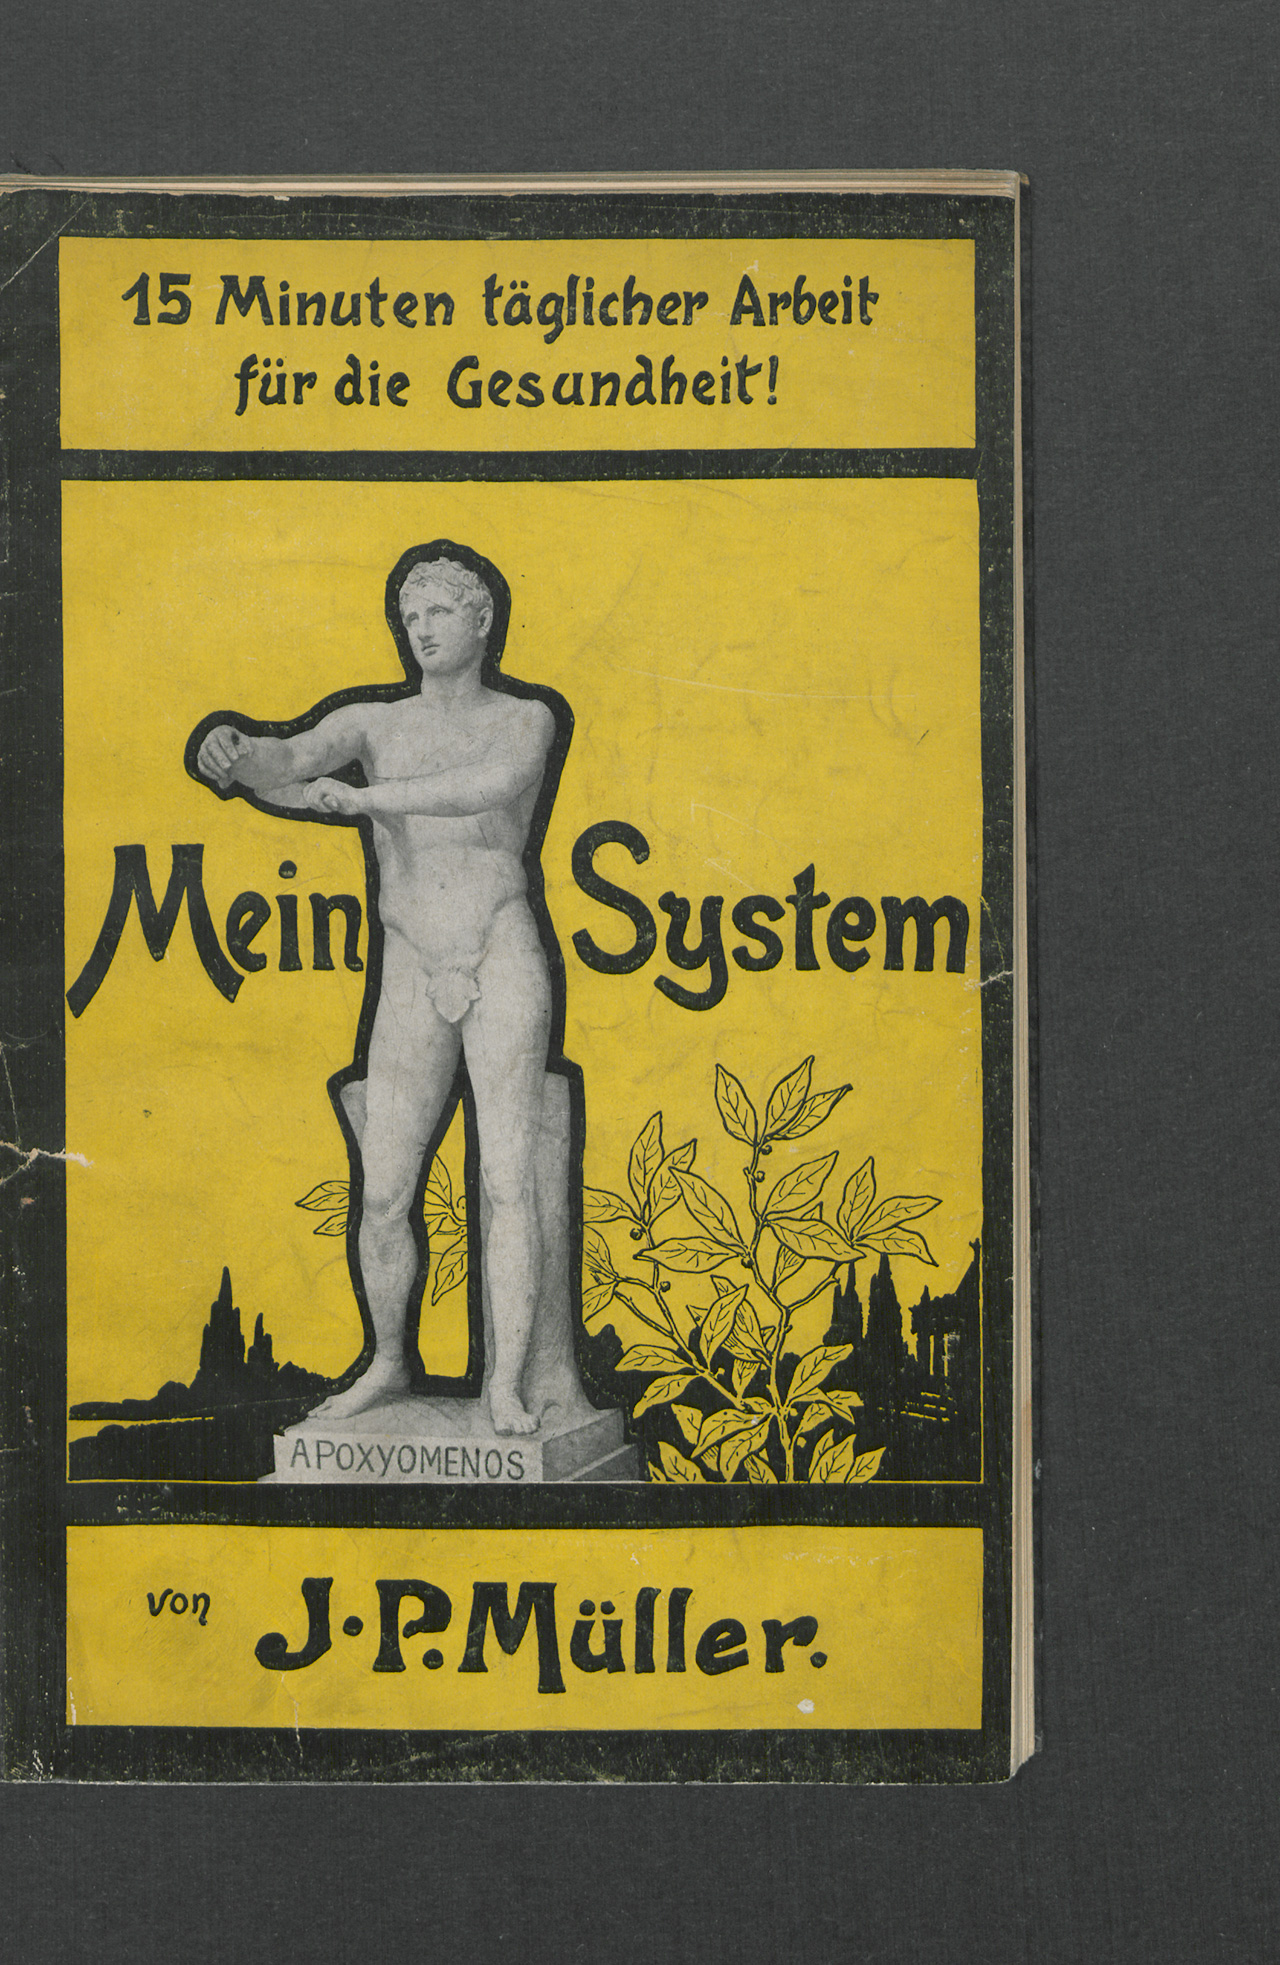 15 Minuten täglicher Arbeit
für die Gesundheit!
Mein System
APOXYOMENOS
von J. P. Müller.